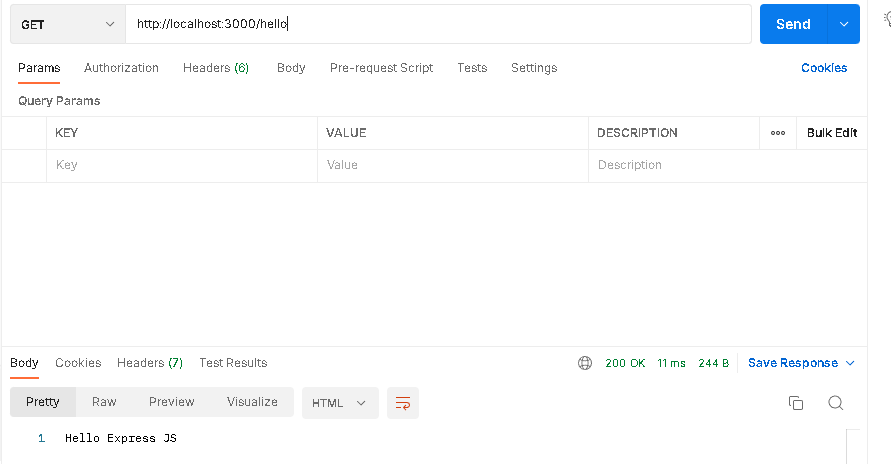 GET http://localhost:3000/hello Send
Params Authorization Headers (6) Body Pre-request Script Tests Settings Cookies
Query Params
KEY VALUE DESCRIPTION ooo Bulk Edit
Key Value Description
Body Cookies Headers (7) Test Results 200 OK 11 ms 244 B Save Response
Pretty Raw Preview Visualize HTML
1 Hello Express JS